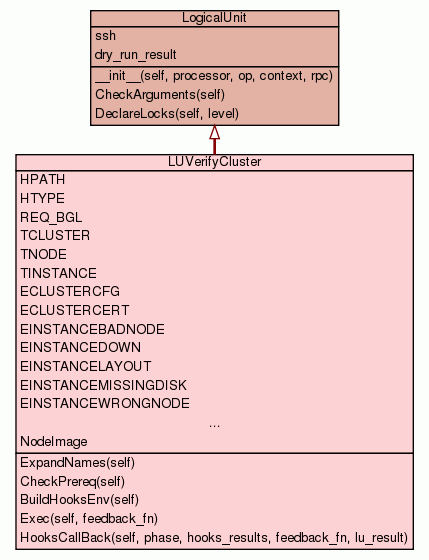 LogicalUnit
ssh
dry_run_result
__init__(self, processor, op, context, rpc)
CheckArguments(self)
DeclareLocks(self, level)
LUVerifyCluster
HPATH
HTYPE
REQ_BGL
TCLUSTER
TNODE
TINSTANCE
ECLUSTERCFG
ECLUSTERCERT
EINSTANCEBADNODE
EINSTANCEDOWN
EINSTANCELAYOUT
EINSTANCEMISSINGDISK
EINSTANCEWRONGNODE
...
NodeImage
ExpandNames(self)
CheckPrereq(self)
BuildHooksEnv(self)
Exec(self, feedback_fn)
HooksCallBack(self, phase, hooks_results, feedback_fn, lu_result)